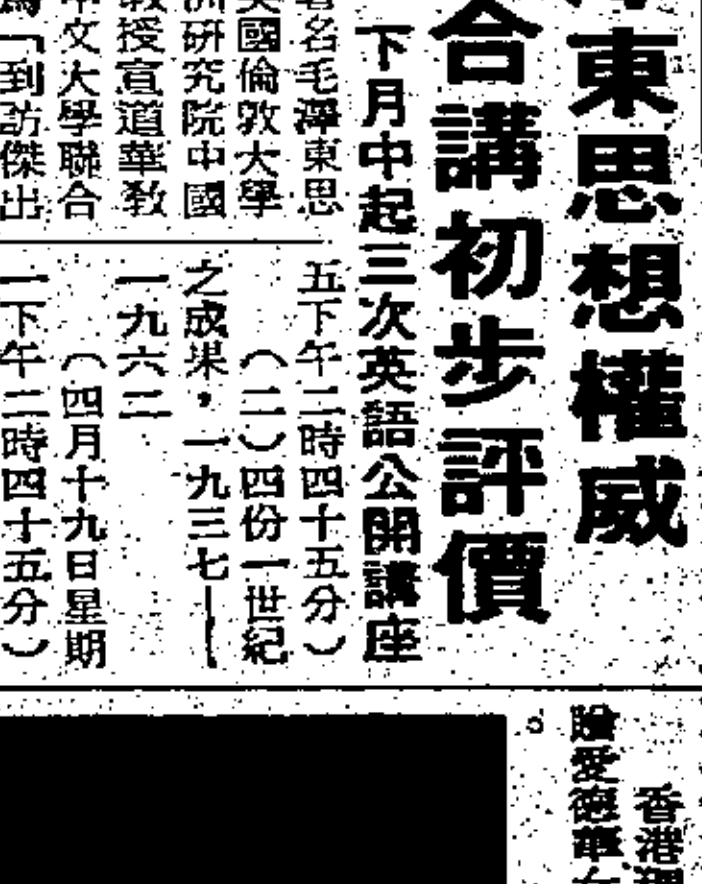 東思想權威
合講初步評價
下月中起三次英語公開講座
著名毛澤東思
英國倫敦大學
洲研究院中國
教授宣道華教
中文大學聯合
為「到訪傑出
五下午二時四十五分）
（二）四份一世紀
之成果，一九三七——
一九六二
（四月十九日星期
一下午二時四十五分）
香港
愛德華
。